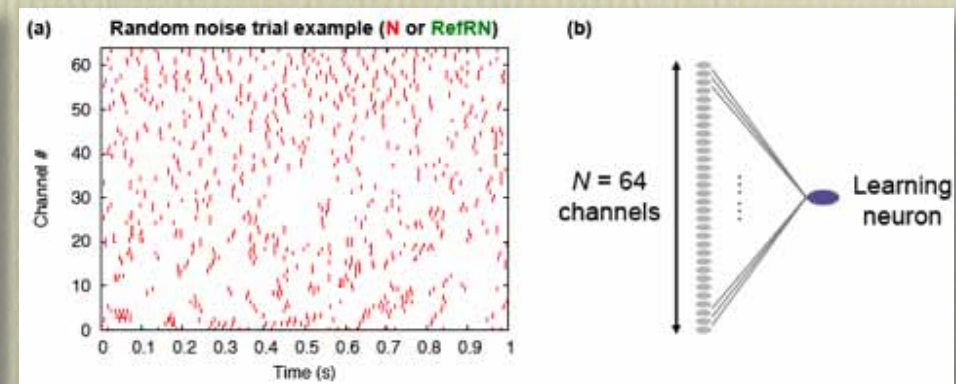 (a) Random noise trial example (N or RefRN)
60
50
40
30
20
10
0
Channel #
0 0.1 0.2 0.3 0.4 0.5 0.6 0.7 0.8 0.9 1
Time (s)
(b)
N = 64
channels
Learning
neuron